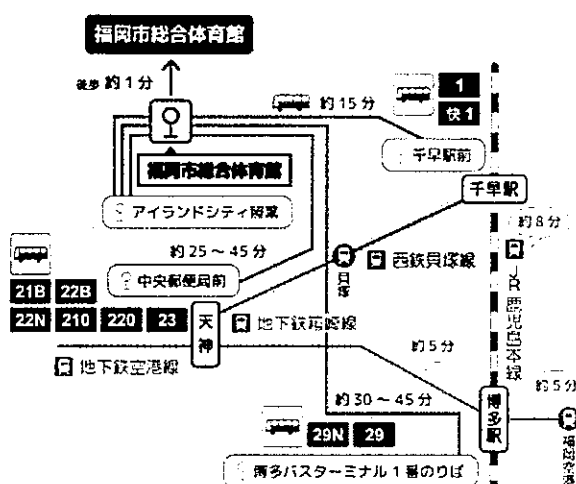 福岡市総合体育館
徒歩 約1分
約15分
1
快1
福岡市総合体育館
千早駅前
千早駅
アイランドシティ照葉
約8分
約25～45分
中央郵便局前
貝塚
西鉄貝塚線
JR鹿児島本線
21B 22B
22N 210 220 23
天神
地下鉄箱崎線
地下鉄空港線
約5分
約5分
約30～45分
博多駅
福岡空港
29N 29
博多バスターミナル1番のりば